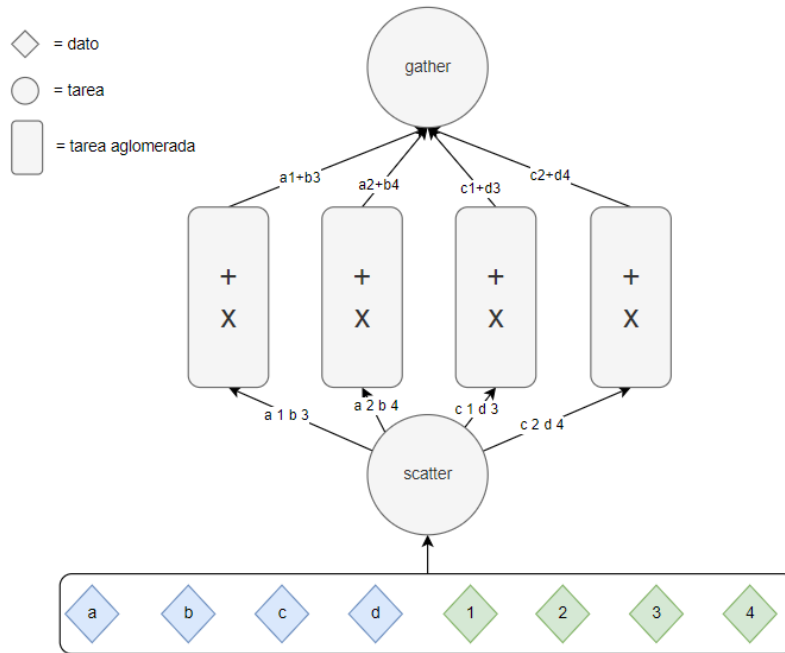 = dato
= tarea
= tarea aglomerada
gather
a1+b3
a2+b4
c1+d3
c2+d4
+
X
+
X
+
X
+
X
a 1 b 3
a 2 b 4
c 1 d 3
c 2 d 4
scatter
a b c d 1 2 3 4